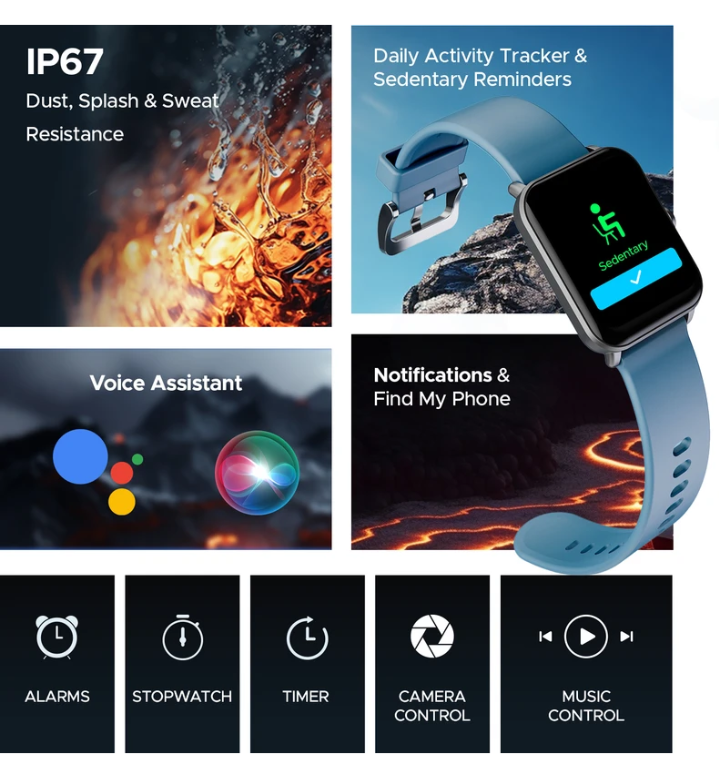 IP67
Dust, Splash & Sweat
Resistance
Daily Activity Tracker &
Sedentary Reminders
Sedentary
Voice Assistant
Notifications &
Find My Phone
ALARMS
STOPWATCH
TIMER
CAMERA
CONTROL
MUSIC
CONTROL